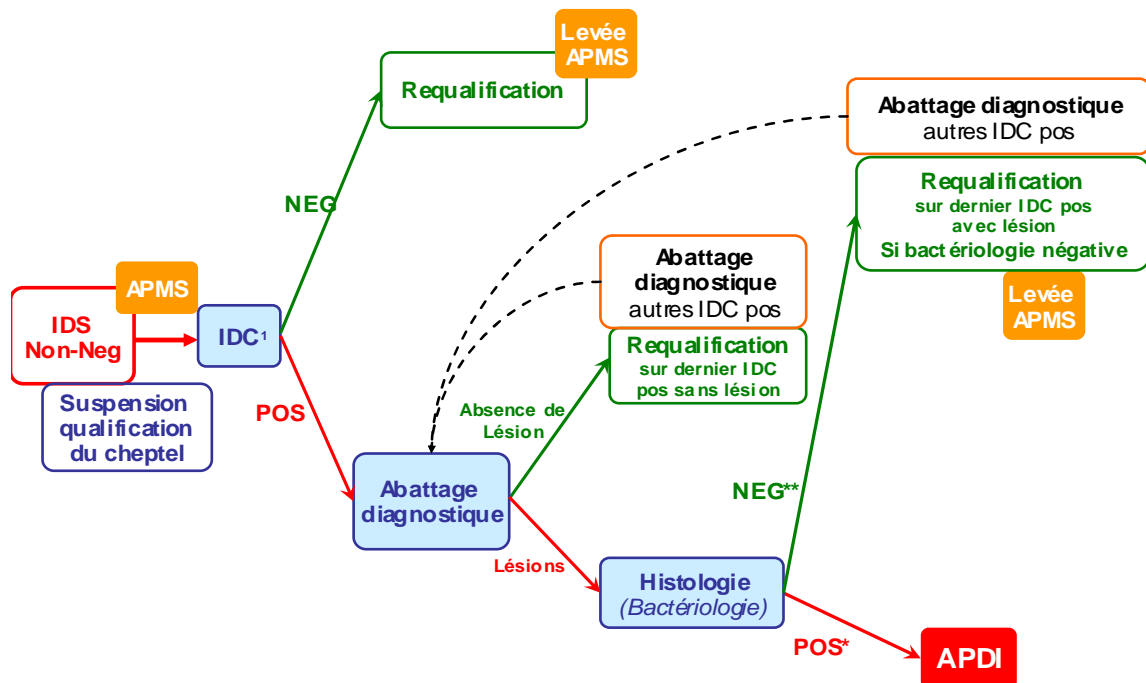 Levée
APMS
Requalification
Abattage diagnostique
autres IDC pos
Requalification
sur dernier IDC pos
avec lésion
Si bactériologie négative
Levée
APMS
NEG
Abattage
diagnostique
autres IDC pos
Requalification
sur dernier IDC
pos sans lésion
APMS
IDS
Non-Neg
IDC¹
Suspension
qualification
du cheptel
POS
Absence de
Lésion
Abattage
diagnostique
NEG**
Lésions
Histologie
(Bactériologie)
POS*
APDI